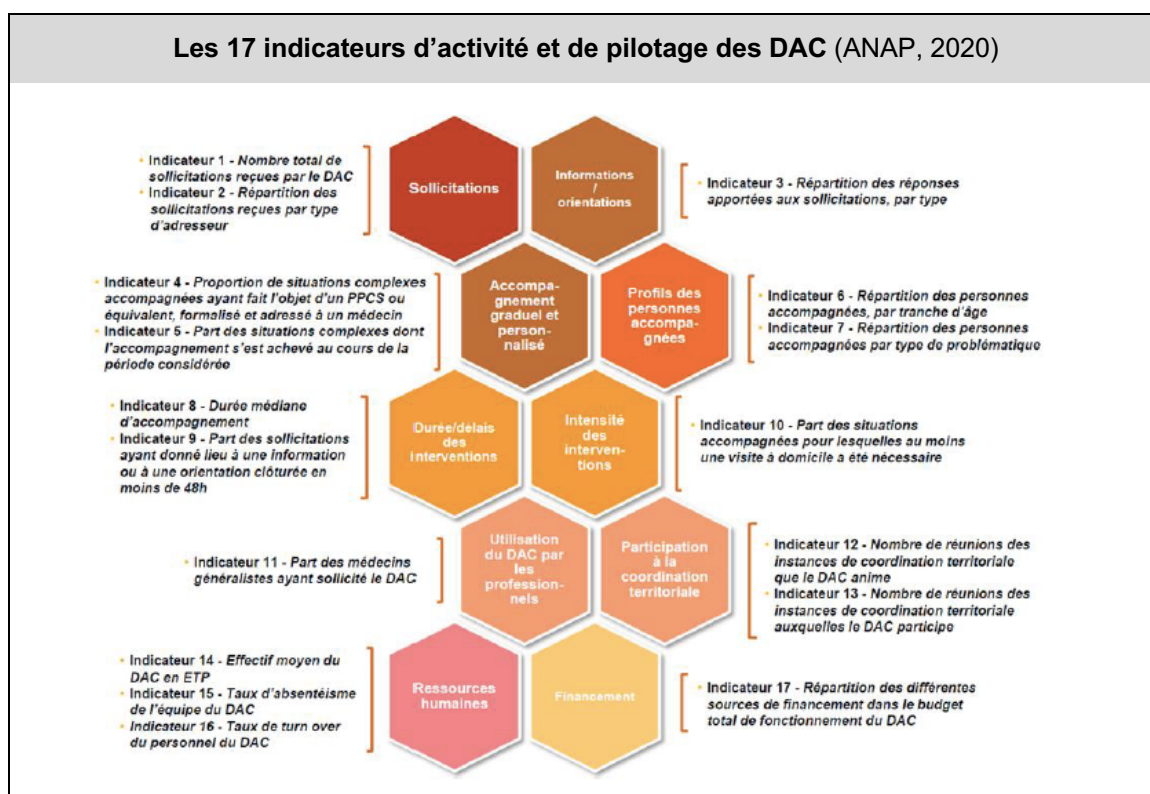 Les 17 indicateurs d'activité et de pilotage des DAC (ANAP, 2020)
• Indicateur 1 - Nombre total de
sollicitations reçues par le DAC
• Indicateur 2 - Répartition des
sollicitations reçues par type
d'adresseur
Sollicitations
Informations
/
orientations
• Indicateur 3 - Répartition des réponses
apportées aux sollicitations, par type
• Indicateur 4 - Proportion de situations complexes
accompagnées ayant fait l'objet d'un PPCS ou
équivalent, formalisé et adressé à un médecin
• Indicateur 5 - Part des situations complexes dont
l'accompagnement s'est achevé au cours de la
période considérée
Accompa-
gnement
graduel et
person-
nalisé
Profils des
personnes
accompa-
gnées
• Indicateur 6 - Répartition des personnes
accompagnées, par tranche d'âge
• Indicateur 7 - Répartition des personnes
accompagnées par type de problématique
• Indicateur 8 - Durée médiane
d'accompagnement
• Indicateur 9 - Part des sollicitations
ayant donné lieu à une information
ou à une orientation clôturée en
moins de 48h
Durée/délais
des
interventions
Intensité
des
interven-
tions
• Indicateur 10 - Part des situations
accompagnées pour lesquelles au moins
une visite à domicile a été nécessaire
• Indicateur 11 - Part des médecins
généralistes ayant sollicité le DAC
Utilisation
du DAC par
les
profession-
nels
Participation
à la
coordination
territoriale
• Indicateur 12 - Nombre de réunions des
instances de coordination territoriale
que le DAC anime
• Indicateur 13 - Nombre de réunions des
instances de coordination territoriale
auxquelles le DAC participe
• Indicateur 14 - Effectif moyen du
DAC en ETP
• Indicateur 15 - Taux d'absentéisme
de l'équipe du DAC
• Indicateur 16 - Taux de turn over
du personnel du DAC
Ressources
humaines
Financement
• Indicateur 17 - Répartition des différentes
sources de financement dans le budget
total de fonctionnement du DAC